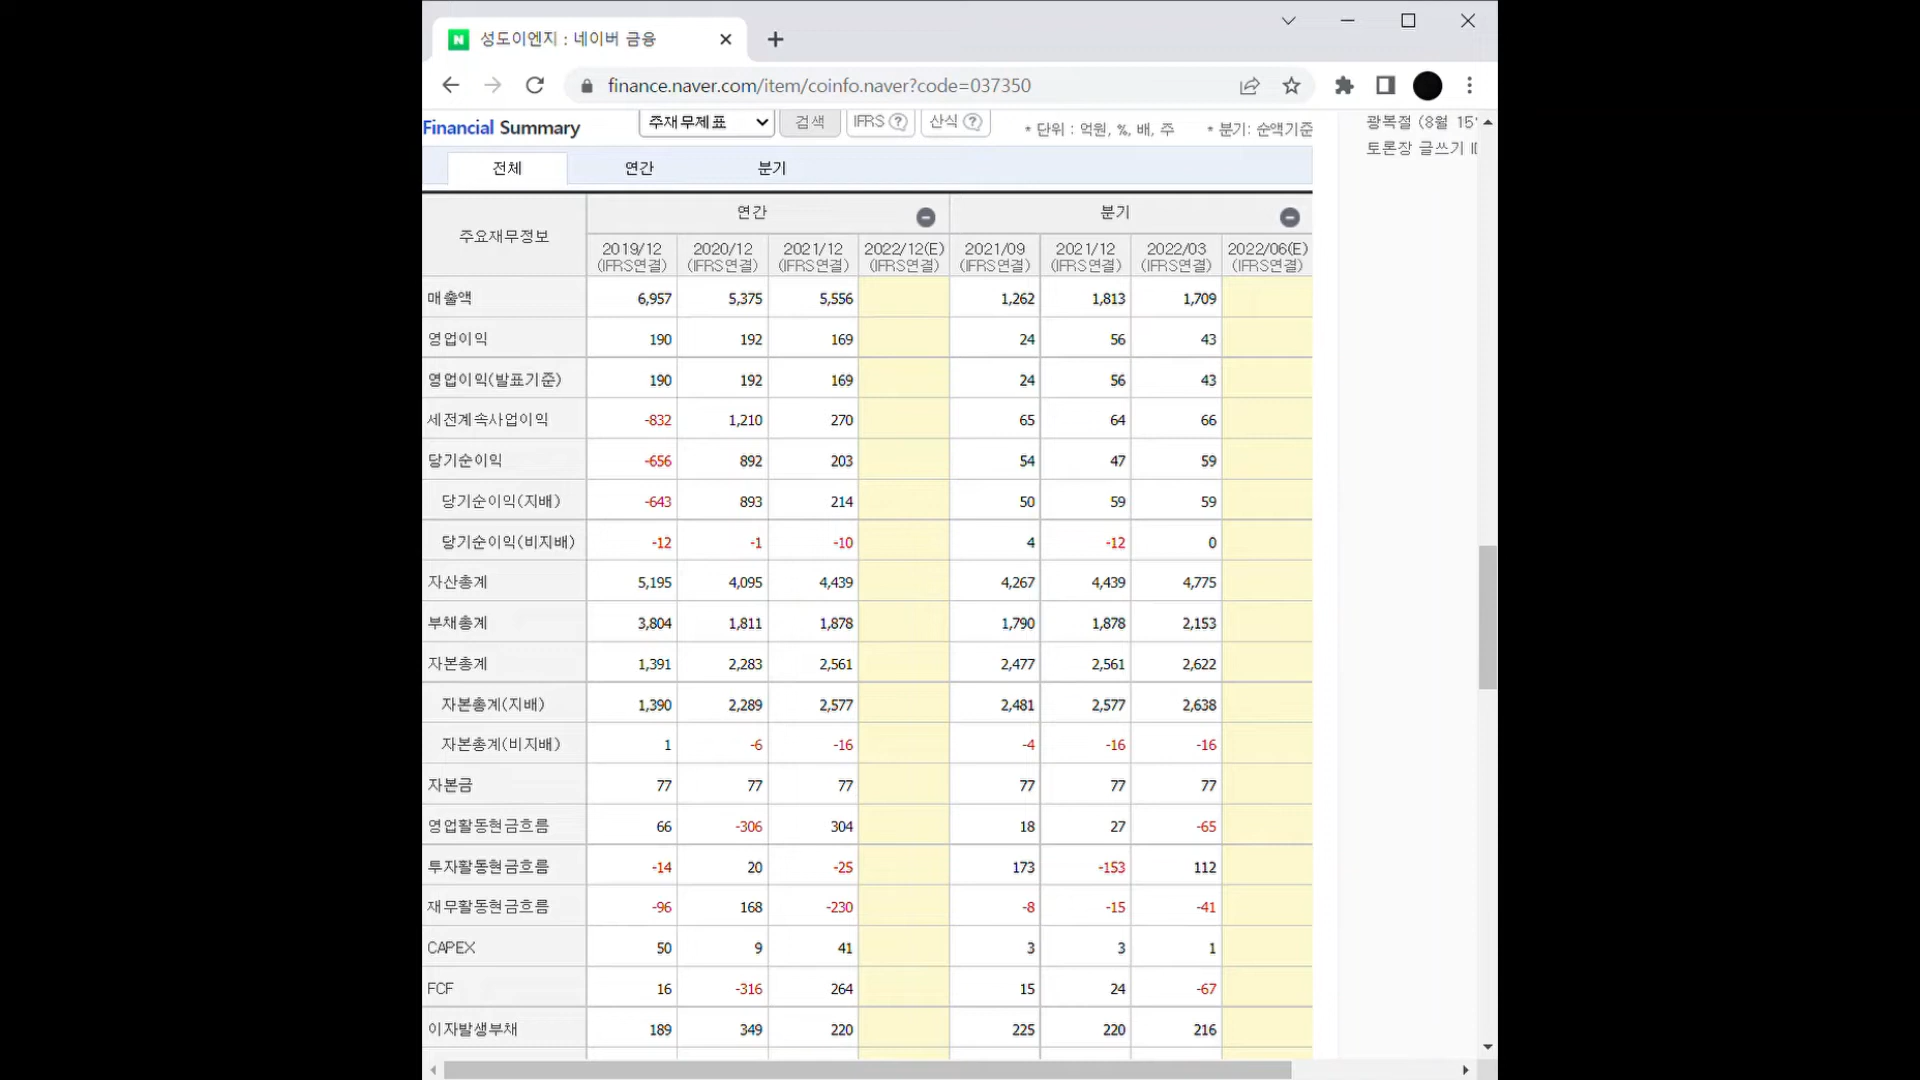 성도이엔지 : 네이버 금융
finance.naver.com/item/coinfo.naver?code=037350
Financial Summary 주재무제표 검색 IFRS ? 산식 ? * 단위 : 억원, %, 배, 주 * 분기: 순액기준
광복절 (8월 15
토론장 글쓰기 ID
전체 연간 분기
주요재무정보 연간 분기
2019/12 2020/12 2021/12 2022/12(E) 2021/09 2021/12 2022/03 2022/06(E)
(IFRS연결) (IFRS연결) (IFRS연결) (IFRS연결) (IFRS연결) (IFRS연결) (IFRS연결) (IFRS연결)
매출액 6,957 5,375 5,556 1,262 1,813 1,709
영업이익 190 192 169 24 56 43
영업이익(발표기준) 190 192 169 24 56 43
세전계속사업이익 -832 1,210 270 65 64 66
당기순이익 -656 892 203 54 47 59
당기순이익(지배) -643 893 214 50 59 59
당기순이익(비지배) -12 -1 -10 4 -12 0
자산총계 5,195 4,095 4,439 4,267 4,439 4,775
부채총계 3,804 1,811 1,878 1,790 1,878 2,153
자본총계 1,391 2,283 2,561 2,477 2,561 2,622
자본총계(지배) 1,390 2,289 2,577 2,481 2,577 2,638
자본총계(비지배) 1 -6 -16 -4 -16 -16
자본금 77 77 77 77 77 77
영업활동현금흐름 66 -306 304 18 27 -65
투자활동현금흐름 -14 20 -25 173 -153 112
재무활동현금흐름 -96 168 -230 -8 -15 -41
CAPEX 50 9 41 3 3 1
FCF 16 -316 264 15 24 -67
이자발생부채 189 349 220 225 220 216